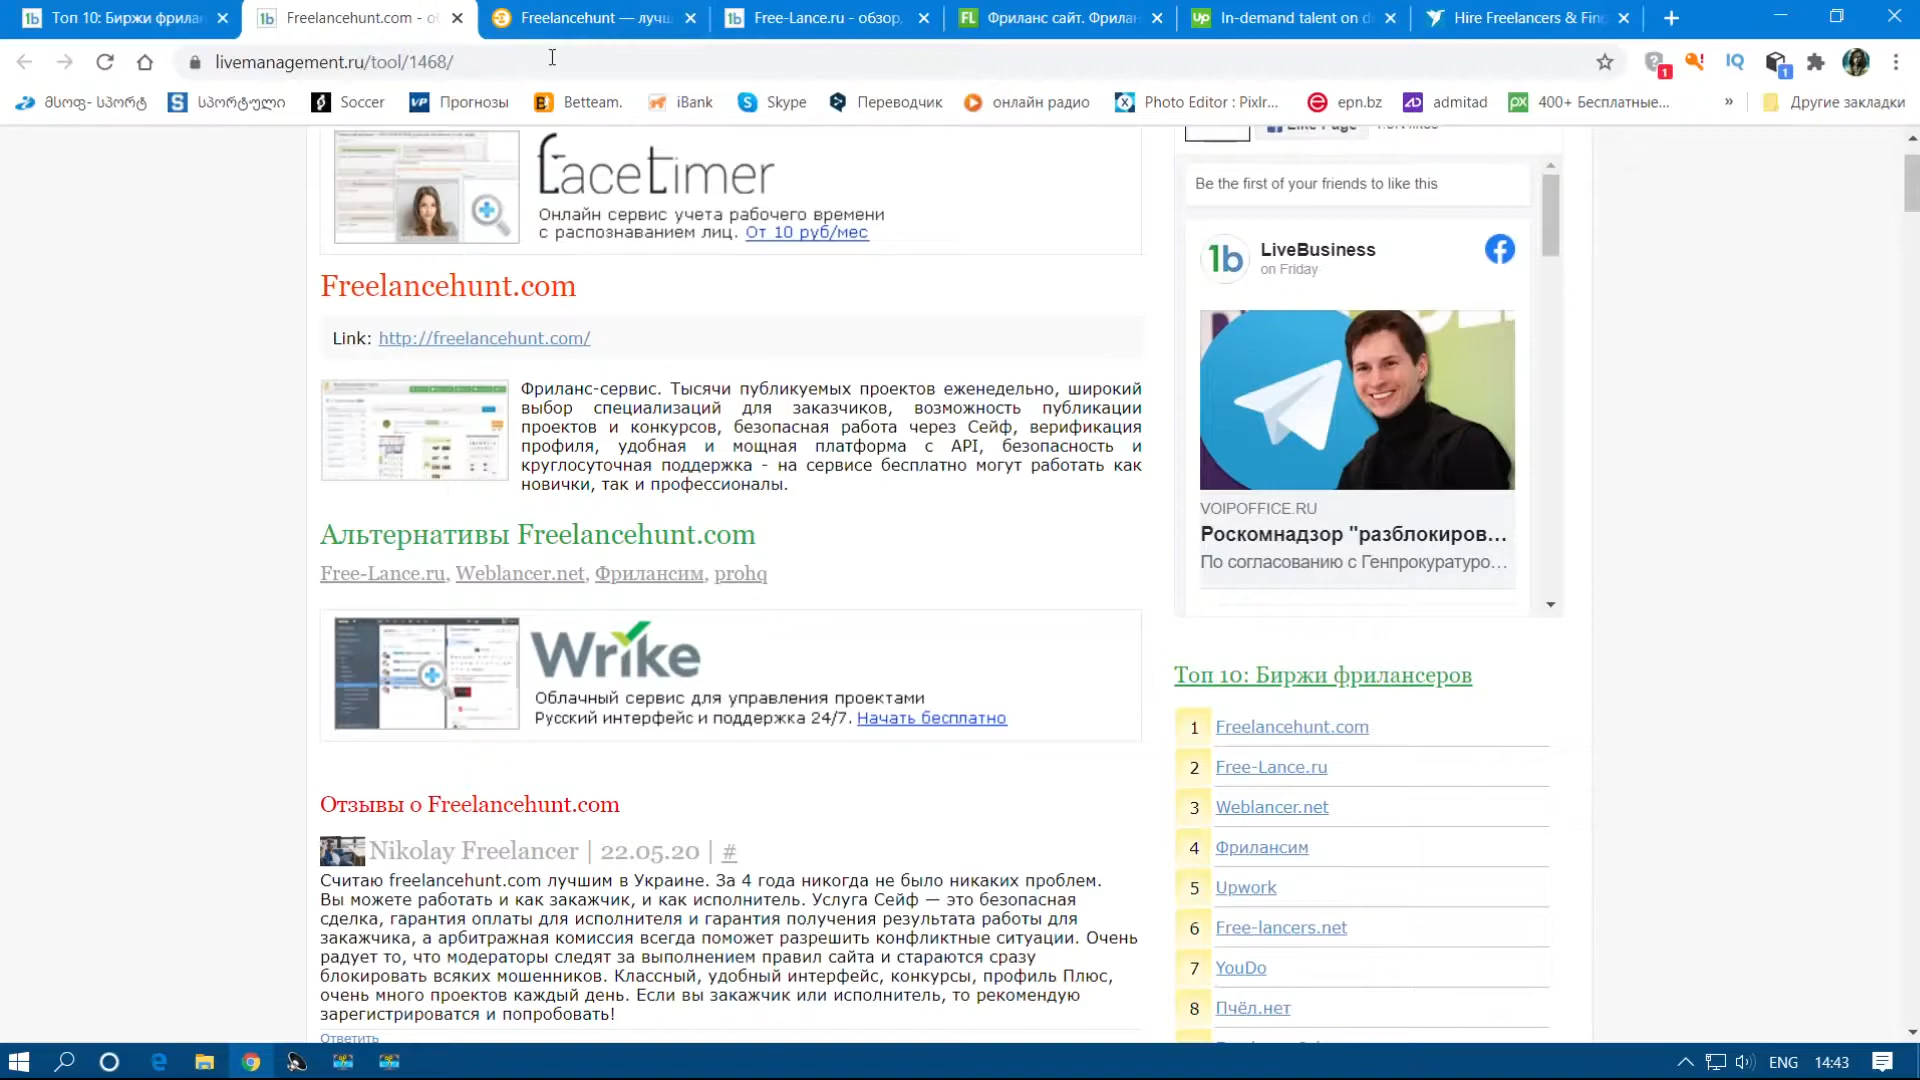 Топ 10: Биржи фрилан
Freelancehunt.com - о
Freelancehunt — лучш
Free-Lance.ru - обзор,
Фриланс сайт. Фрилан
In-demand talent on d
Hire Freelancers & Fin
livemanagement.ru/tool/1468/
მსოფ- სპორტ
სპორტული
Soccer
Прогнозы
Betteam.
iBank
Skype
Переводчик
онлайн радио
Photo Editor : Pixlr...
epn.bz
admitad
400+ Бесплатные...
»
Другие закладки
facetimer
Онлайн сервис учета рабочего времени
с распознаванием лиц. От 10 руб/мес
Freelancehunt.com
Link: http://freelancehunt.com/
Фриланс-сервис. Тысячи публикуемых проектов еженедельно, широкий
выбор специализаций для заказчиков, возможность публикации
проектов и конкурсов, безопасная работа через Сейф, верификация
профиля, удобная и мощная платформа с API, безопасность и
круглосуточная поддержка - на сервисе бесплатно могут работать как
новички, так и профессионалы.
Альтернативы Freelancehunt.com
Free-Lance.ru, Weblancer.net, Фрилансим, prohq
Wrike
Облачный сервис для управления проектами
Русский интерфейс и поддержка 24/7. Начать бесплатно
Отзывы о Freelancehunt.com
Nikolay Freelancer | 22.05.20 | #
Считаю freelancehunt.com лучшим в Украине. За 4 года никогда не было никаких проблем.
Вы можете работать и как заказчик, и как исполнитель. Услуга Сейф — это безопасная
сделка, гарантия оплаты для исполнителя и гарантия получения результата работы для
заказчика, а арбитражная комиссия всегда поможет разрешить конфликтные ситуации. Очень
радует то, что модераторы следят за выполнением правил сайта и стараются сразу
блокировать всяких мошенников. Классный, удобный интерфейс, конкурсы, профиль Плюс,
очень много проектов каждый день. Если вы заказчик или исполнитель, то рекомендую
зарегистрироватся и попробовать!
Ответить
Like Page
Be the first of your friends to like this
1b
LiveBusiness
on Friday
VOIPOFFICE.RU
Роскомнадзор "разблокиров...
По согласованию с Генпрокуратуро...
Топ 10: Биржи фрилансеров
1 Freelancehunt.com
2 Free-Lance.ru
3 Weblancer.net
4 Фрилансим
5 Upwork
6 Free-lancers.net
7 YouDo
8 Пчёл.нет
ENG
14:43